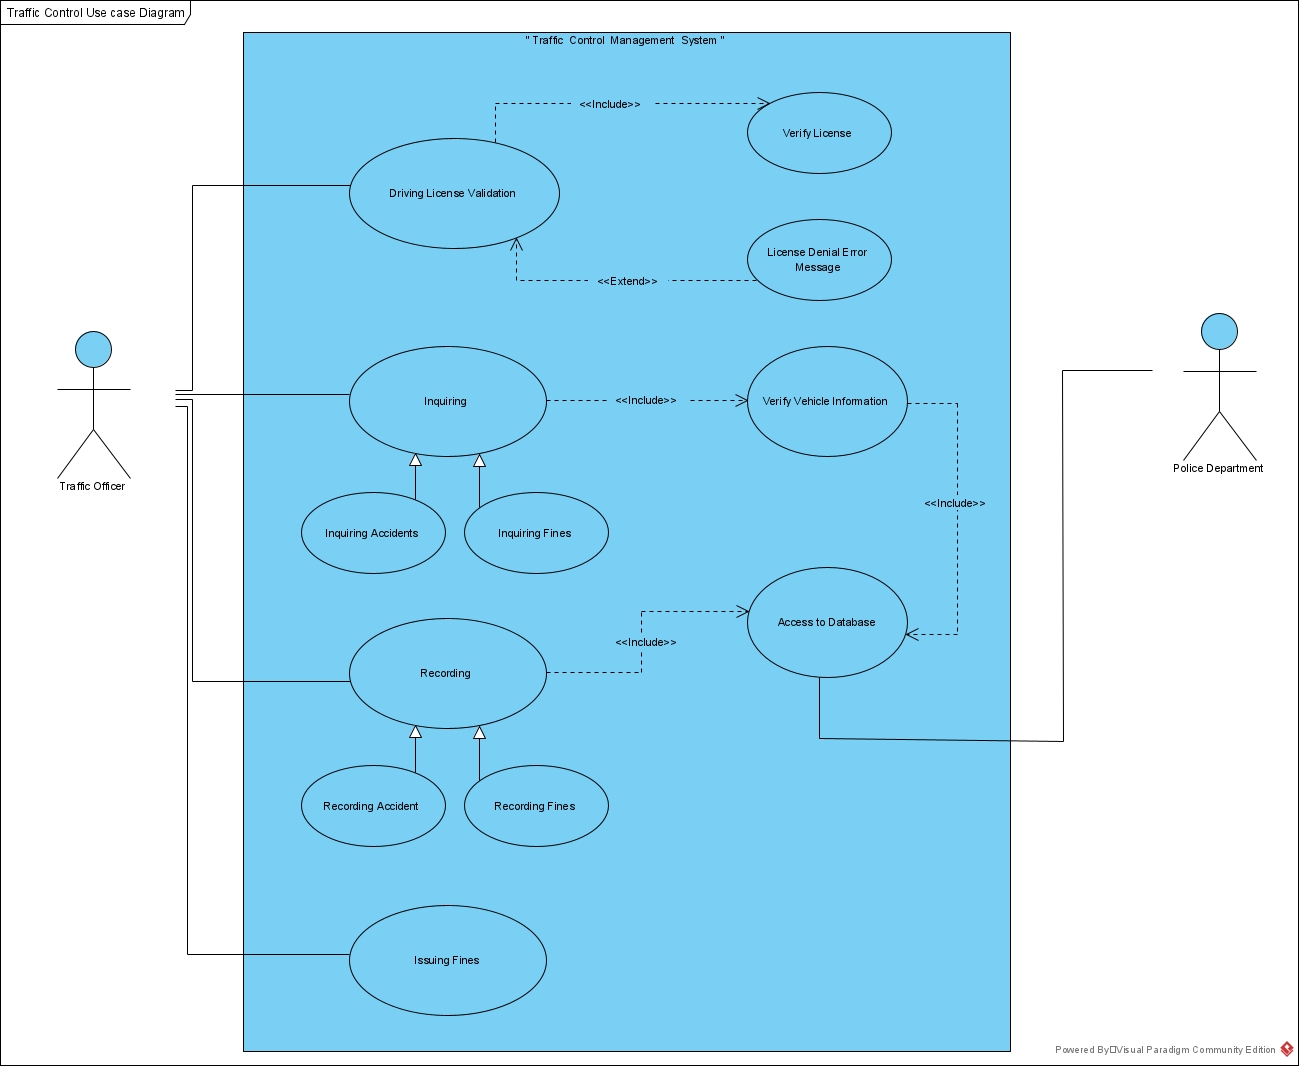 Traffic Control Use case Diagram
" Traffic Control Management System "
<<Include>>
Verify License
Driving License Validation
License Denial Error
Message
<<Extend>>
Inquiring
<<Include>>
Verify Vehicle Information
Traffic Officer
Police Department
<<Include>>
Inquiring Accidents
Inquiring Fines
Access to Database
<<Include>>
Recording
Recording Accident
Recording Fines
Issuing Fines
Powered By Visual Paradigm Community Edition